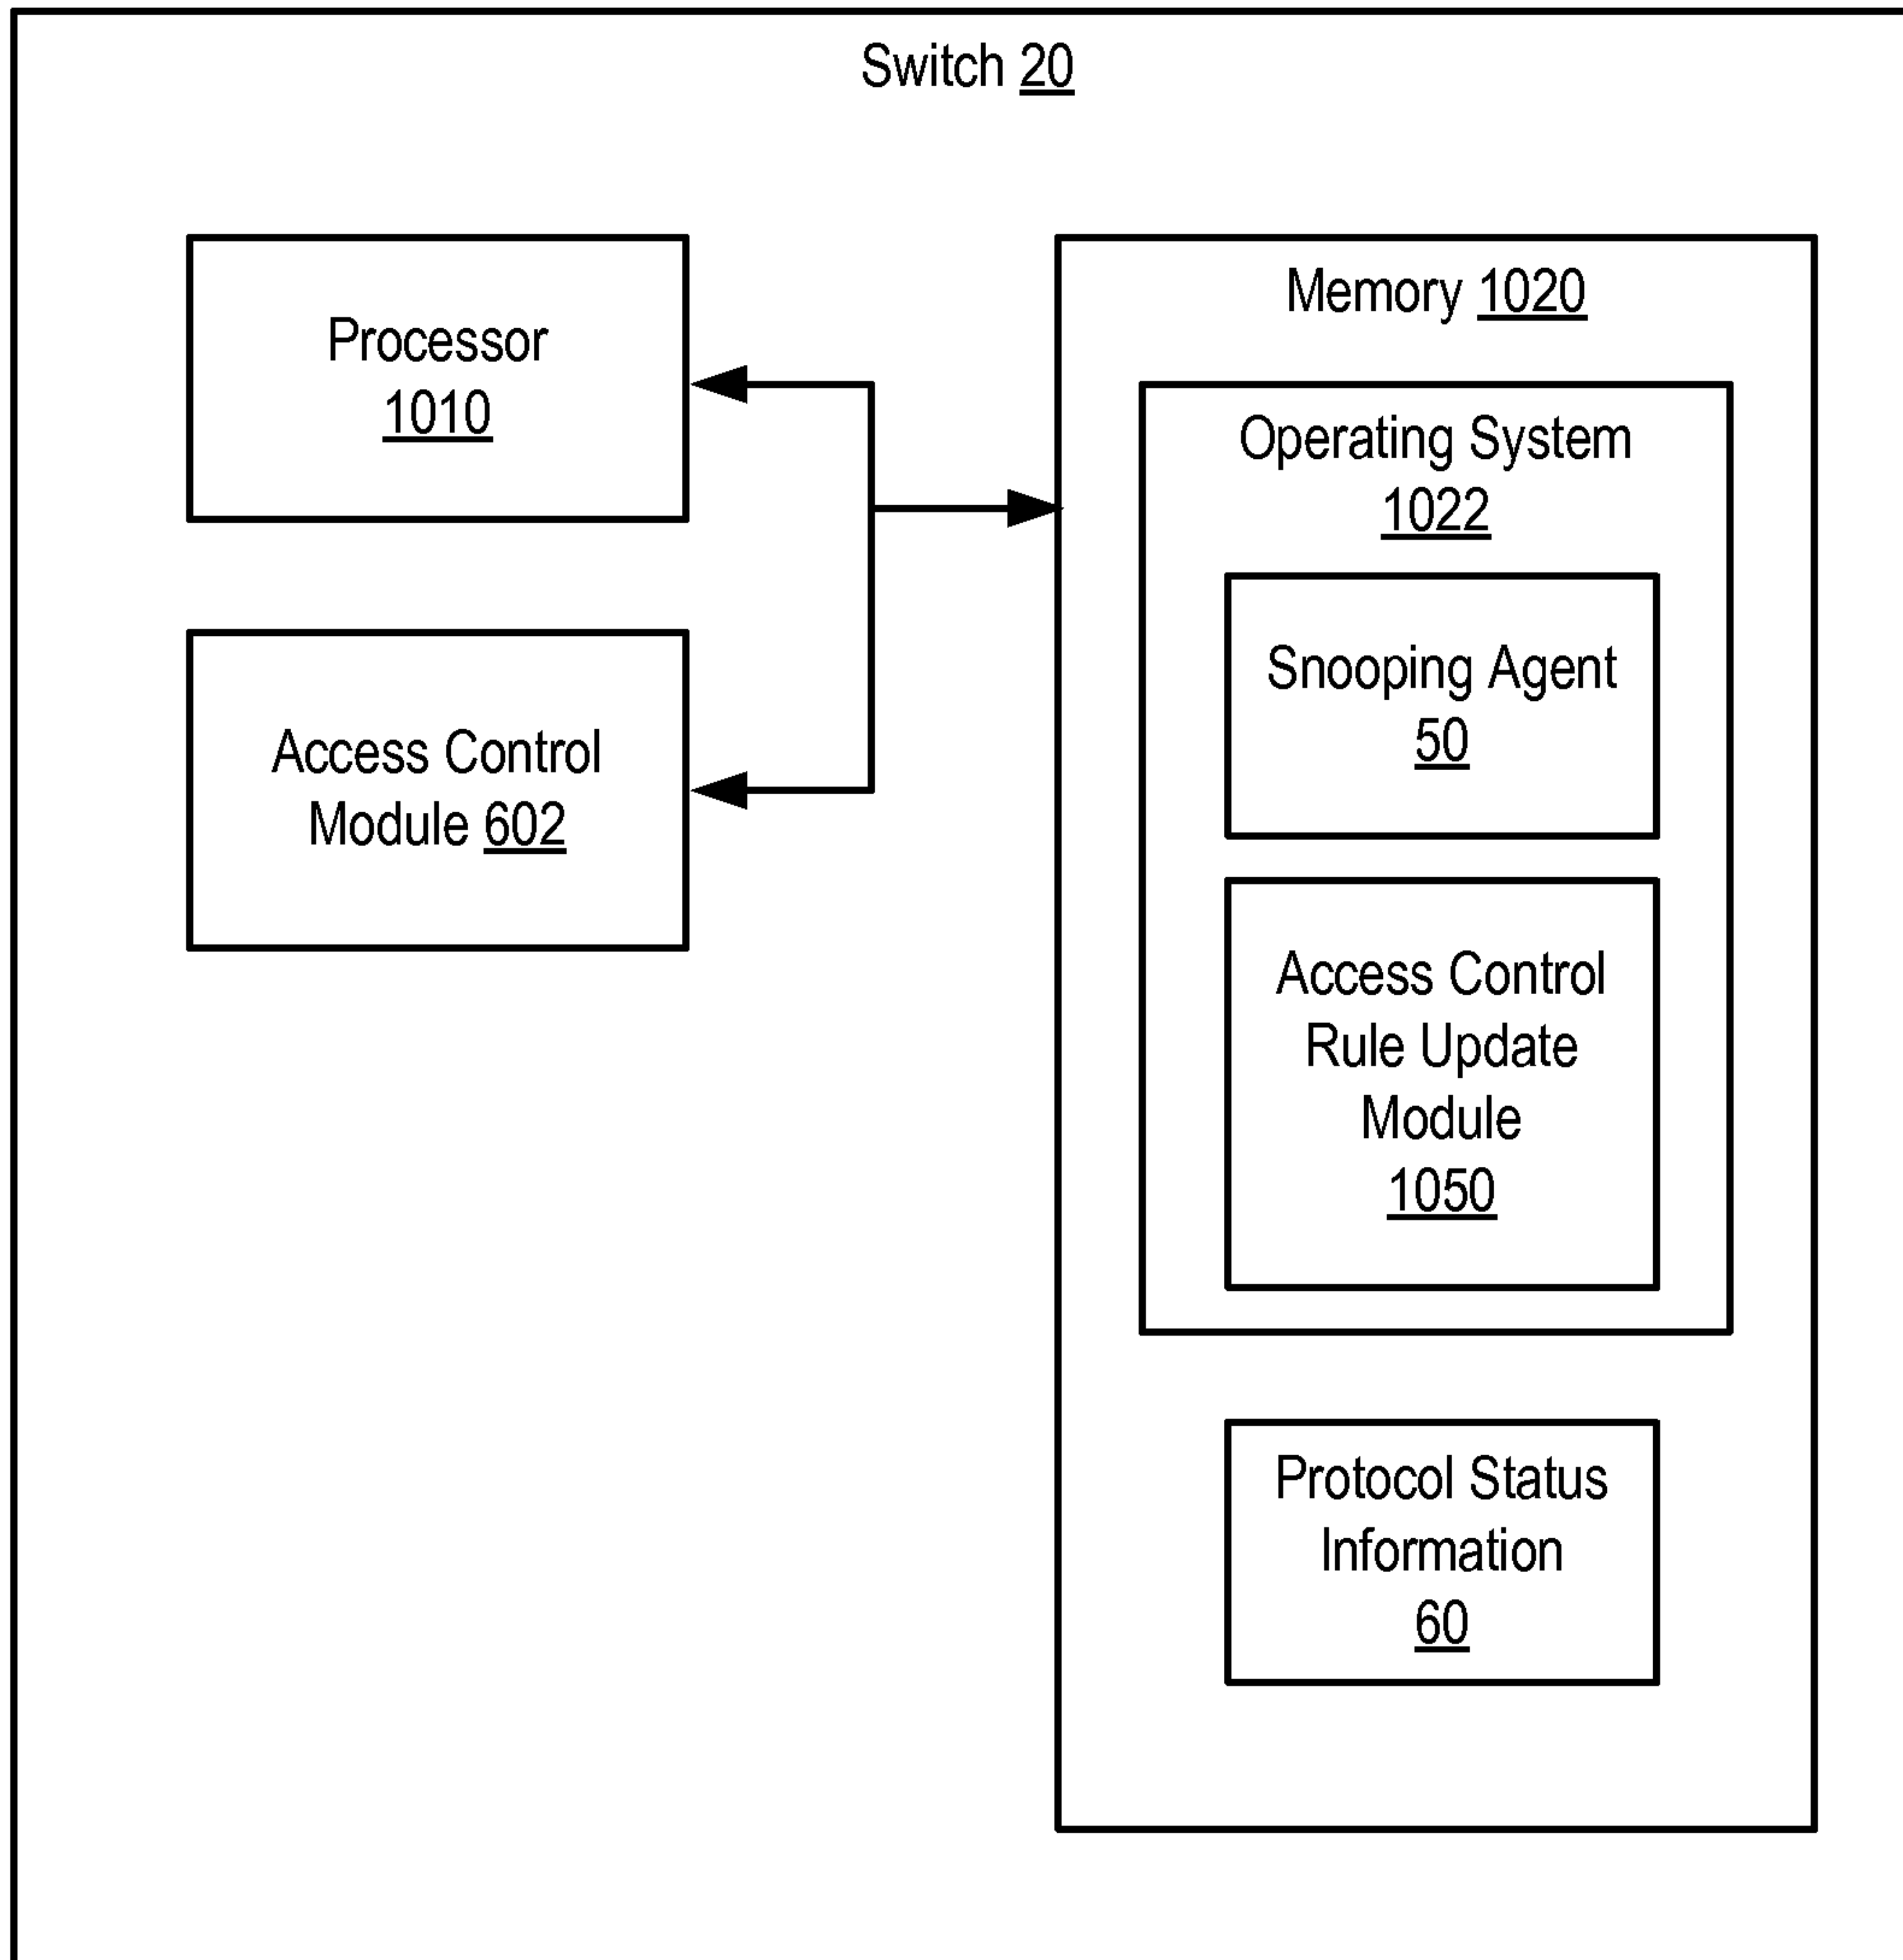 Switch 20
Processor
1010
Access Control
Module 602
Memory 1020
Operating System
1022
Snooping Agent
50
Access Control
Rule Update
Module
1050
Protocol Status
Information
60